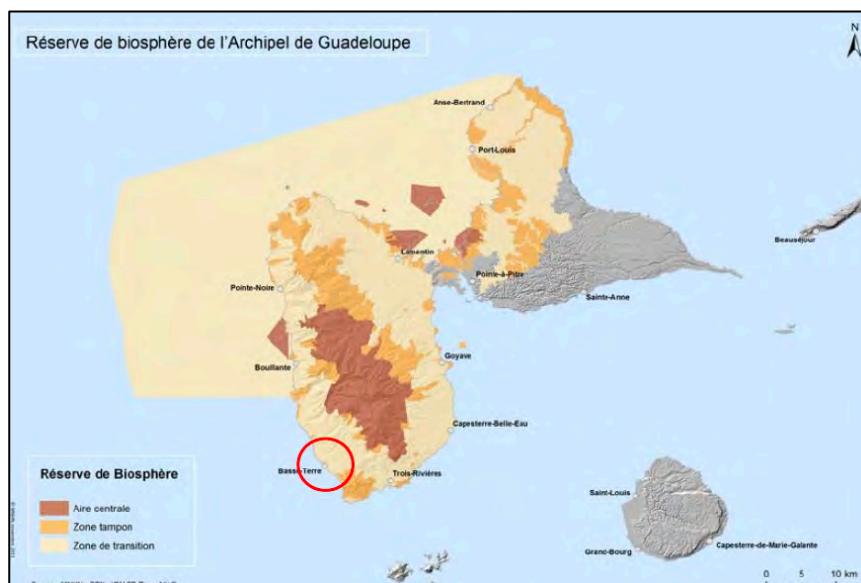 Réserve de biosphère de l'Archipel de Guadeloupe
N
Anse-Bertrand
Port-Louis
Lamentin
Beauséjour
Pointe-à-Pitre
Pointe-Noire
Sainte-Anne
Goyave
Bouillante
Capesterre-Belle-Eau
Basse-Terre
Trois-Rivières
Réserve de Biosphère
Aire centrale
Zone tampon
Zone de transition
Saint-Louis
Grand-Bourg
Capesterre-de-Marie-Galante
0 5 10 km